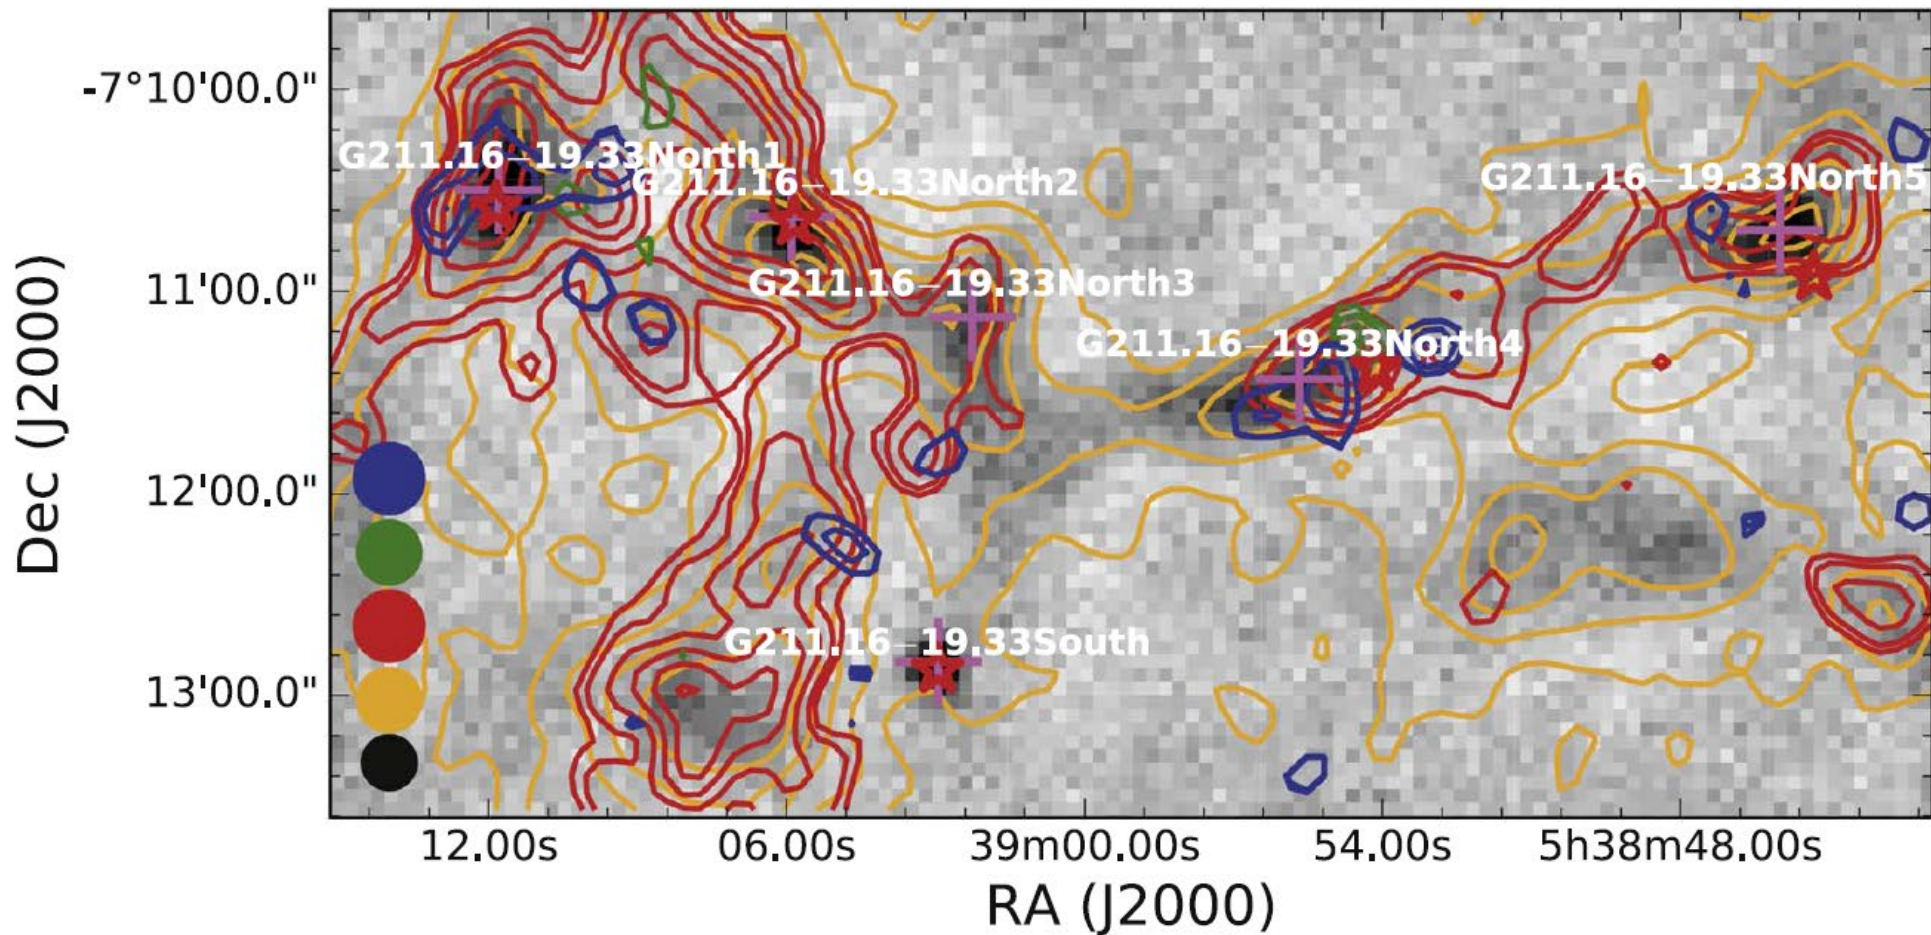 -7°10'00.0"
G211.16−19.33North1
G211.16−19.33North5
G211.16−19.33North2
11'00.0"
G211.16−19.33North3
G211.16−19.33North4
12'00.0"
G211.16−19.33South
13'00.0"
Dec (J2000)
12.00s 06.00s 39m00.00s 54.00s 5h38m48.00s
RA (J2000)